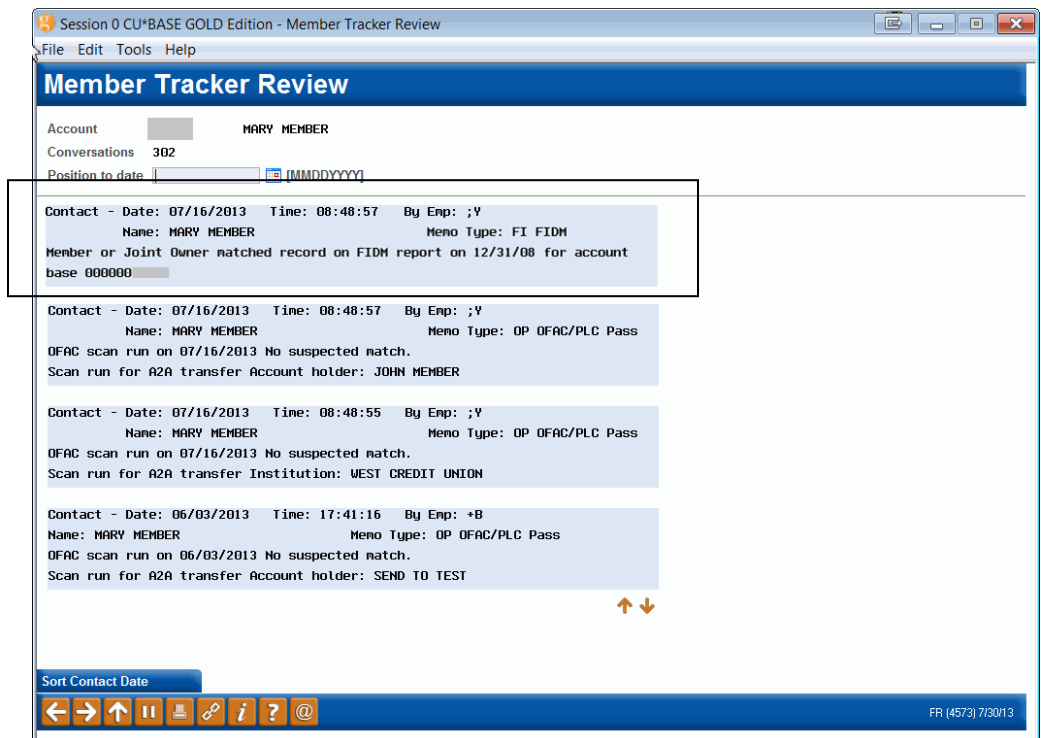 Session 0 CU*BASE GOLD Edition - Member Tracker Review
File Edit Tools Help
Member Tracker Review
Account MARY MEMBER
Conversations 302
Position to date [MMDDYYYY]
Contact - Date: 07/16/2013 Time: 08:48:57 By Emp: ;Y
Name: MARY MEMBER Memo Type: FI FIDM
Member or Joint Owner matched record on FIDM report on 12/31/08 for account
base 000000
Contact - Date: 07/16/2013 Time: 08:48:57 By Emp: ;Y
Name: MARY MEMBER Memo Type: OP OFAC/PLC Pass
OFAC scan run on 07/16/2013 No suspected match.
Scan run for A2A transfer Account holder: JOHN MEMBER
Contact - Date: 07/16/2013 Time: 08:48:55 By Emp: ;Y
Name: MARY MEMBER Memo Type: OP OFAC/PLC Pass
OFAC scan run on 07/16/2013 No suspected match.
Scan run for A2A transfer Institution: WEST CREDIT UNION
Contact - Date: 06/03/2013 Time: 17:41:16 By Emp: +B
Name: MARY MEMBER Memo Type: OP OFAC/PLC Pass
OFAC scan run on 06/03/2013 No suspected match.
Scan run for A2A transfer Account holder: SEND TO TEST
Sort Contact Date
i ? @
FR (4573) 7/30/13